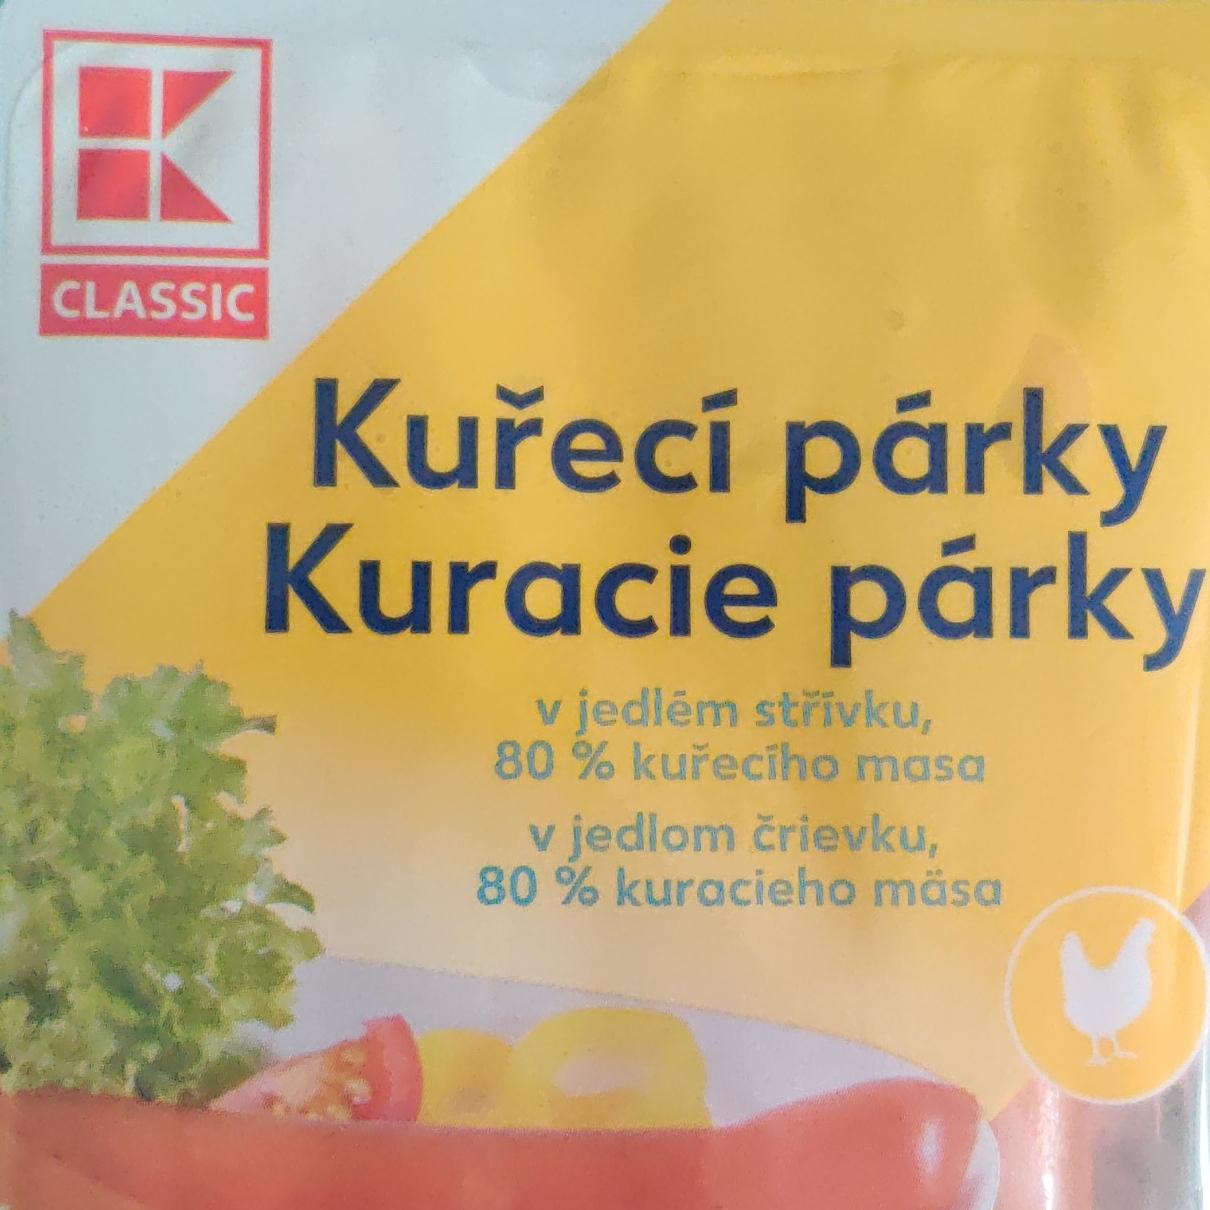 K
CLASSIC
Kuřecí párky
Kuracie párky
v jedlém střívku,
80 % kuřecího masa
v jedlom črievku,
80 % kuracieho mäsa